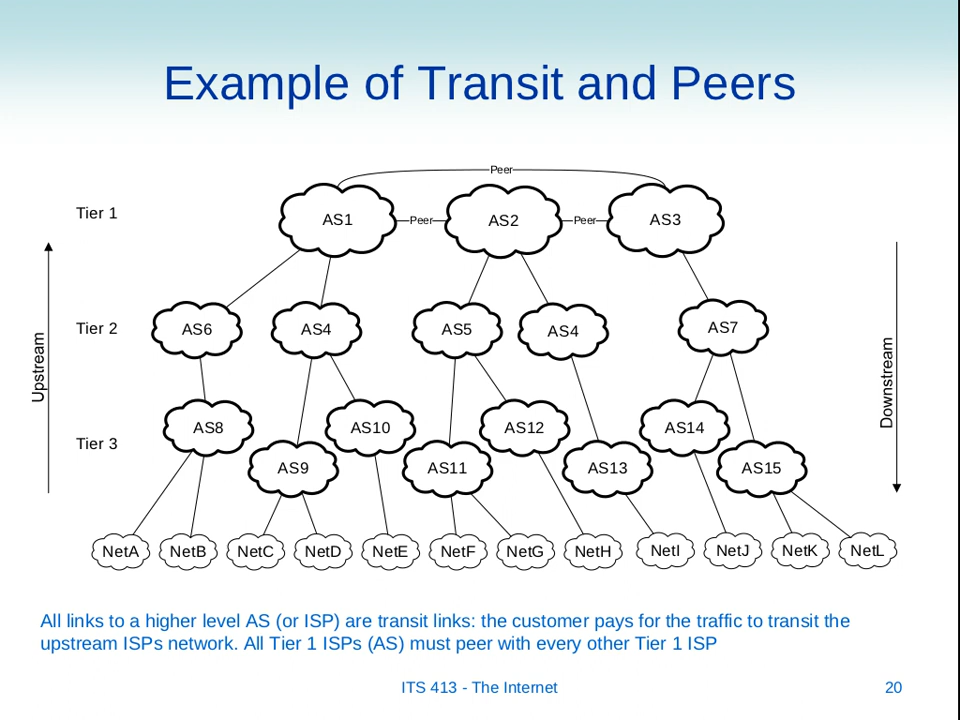 Example of Transit and Peers
Peer
Tier 1
AS1
Peer
AS2
Peer
AS3
Upstream
Tier 2
AS6
AS4
AS5
AS4
AS7
Downstream
Tier 3
AS8
AS10
AS12
AS14
AS9
AS11
AS13
AS15
NetA
NetB
NetC
NetD
NetE
NetF
NetG
NetH
NetI
NetJ
NetK
NetL
All links to a higher level AS (or ISP) are transit links: the customer pays for the traffic to transit the
upstream ISPs network. All Tier 1 ISPs (AS) must peer with every other Tier 1 ISP
ITS 413 - The Internet
20